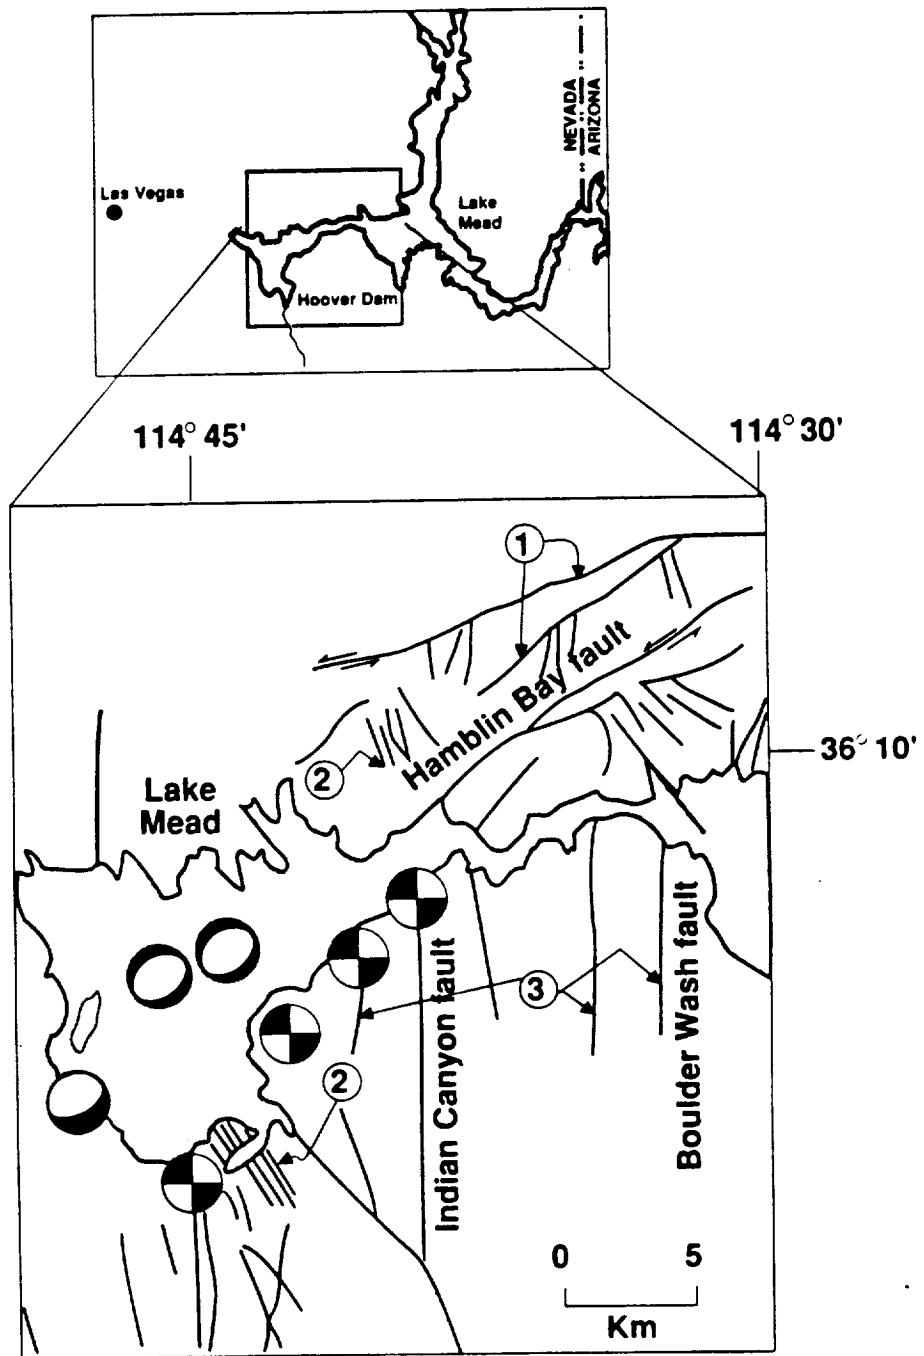 NEVADA
ARIZONA
Las Vegas
Lake
Mead
Hoover Dam
114° 45'
114° 30'
1
Hamblin Bay fault
36° 10'
2
Lake
Mead
3
Indian Canyon fault
Boulder Wash fault
2
0 5
Km